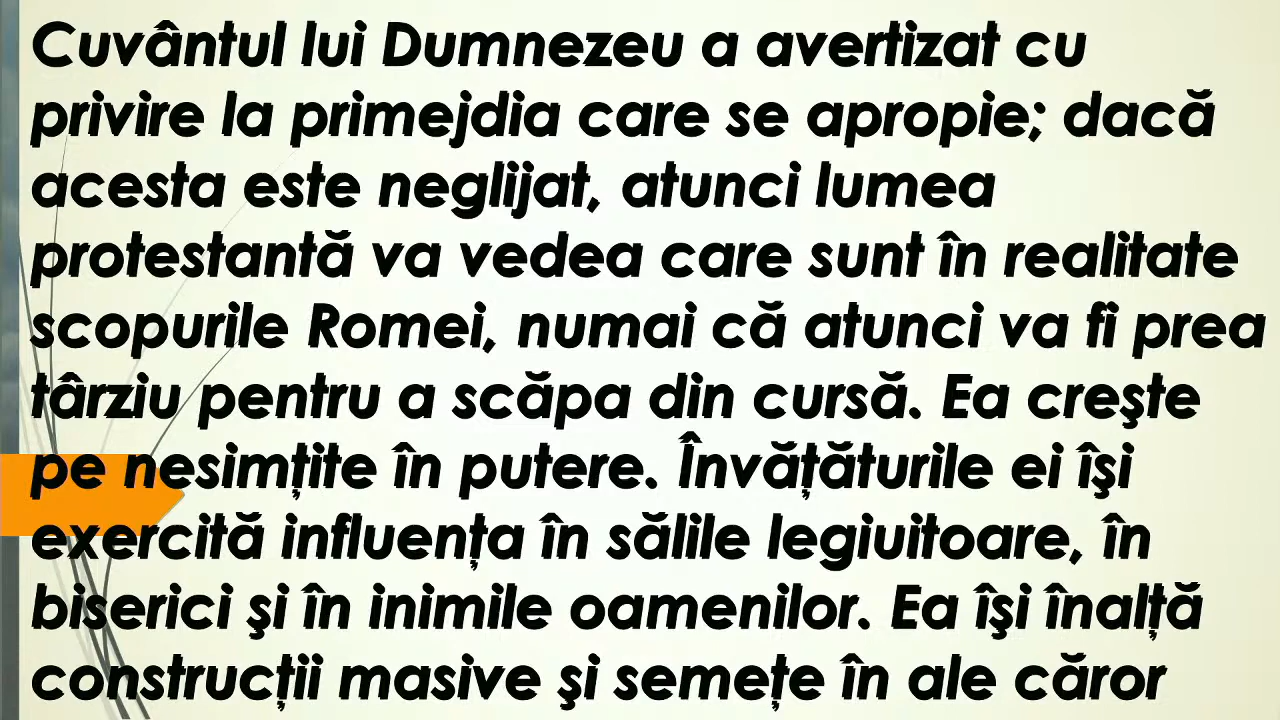 Cuvântul lui Dumnezeu a avertizat cu
privire la primejdia care se apropie; dacă
acesta este neglijat, atunci lumea
protestantă va vedea care sunt în realitate
scopurile Romei, numai că atunci va fi prea
târziu pentru a scăpa din cursă. Ea creşte
pe nesimțite în putere. Învățăturile ei îşi
exercită influența în sălile legiuitoare, în
biserici şi în inimile oamenilor. Ea îşi înalță
construcții masive şi semețe în ale căror